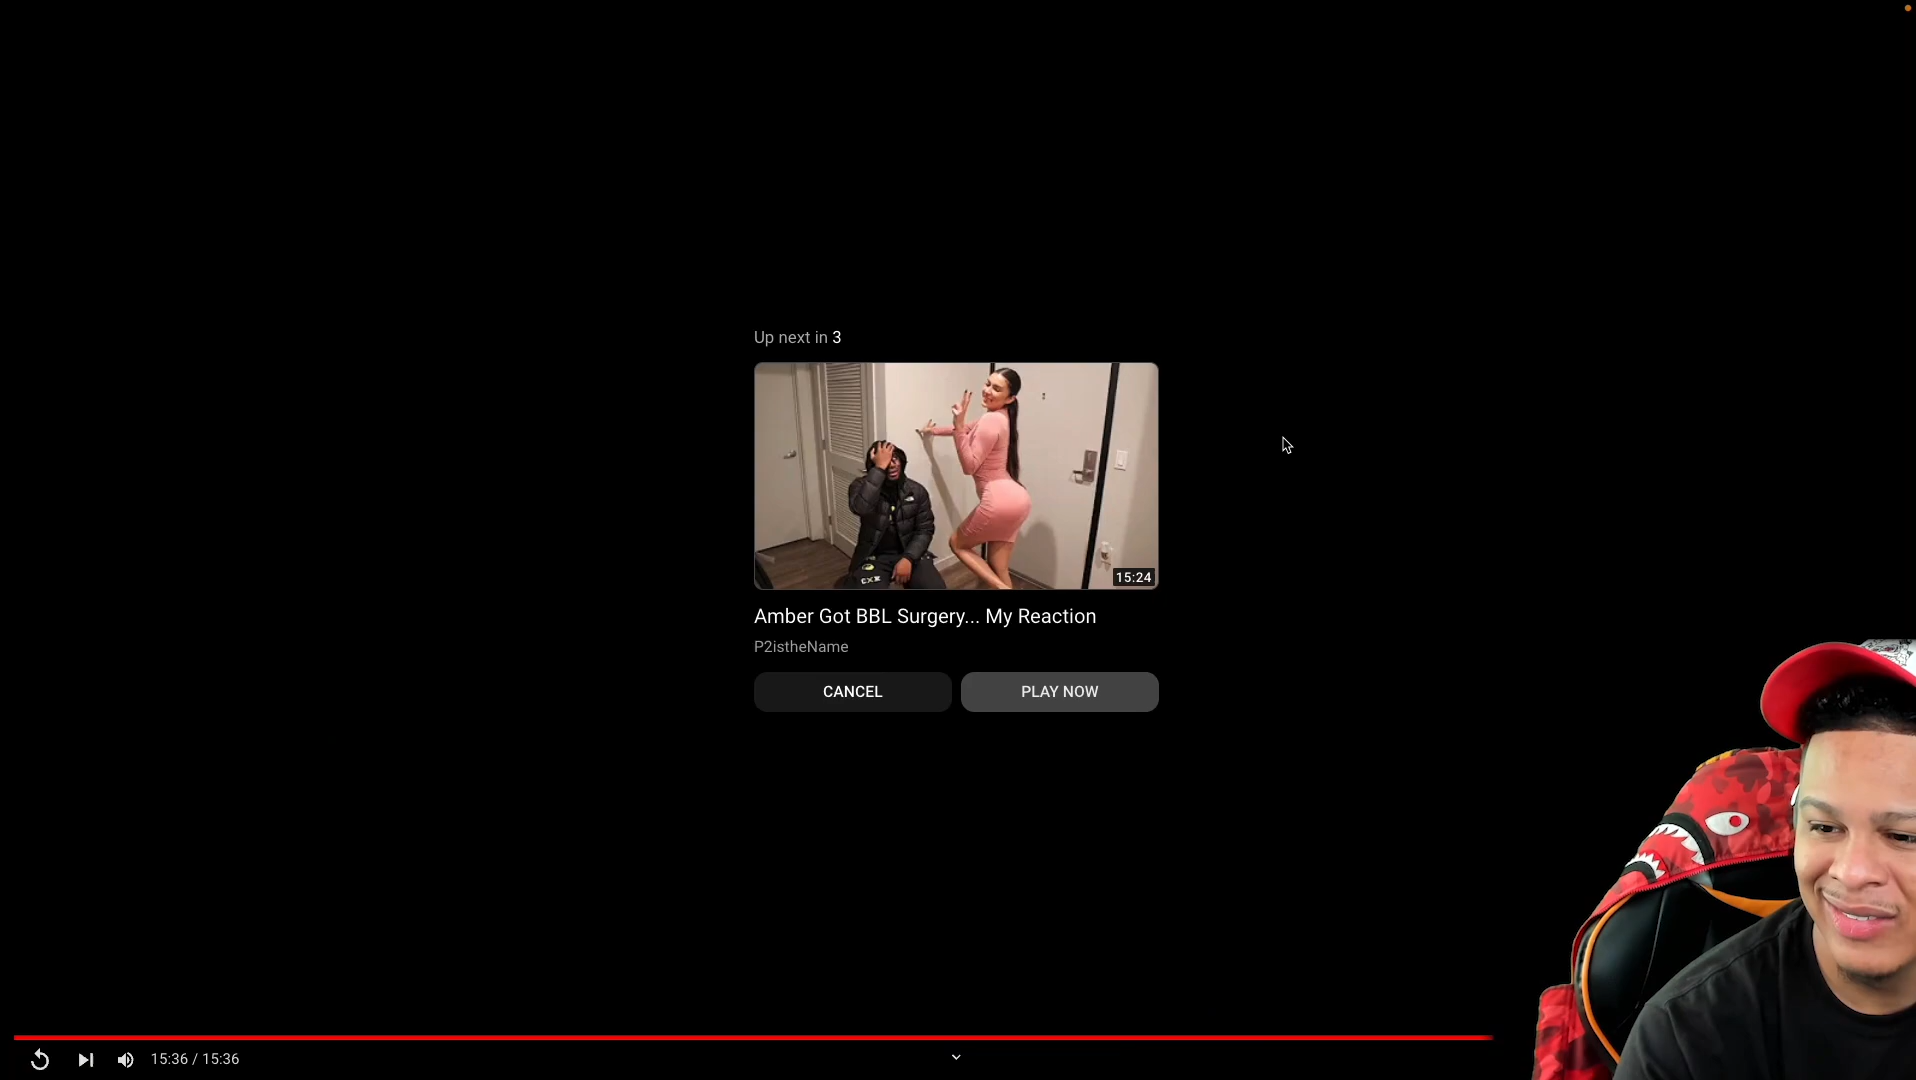 Up next in 3
CXR
15:24
Amber Got BBL Surgery... My Reaction
P2istheName
CANCEL
PLAY NOW
15:36 / 15:36